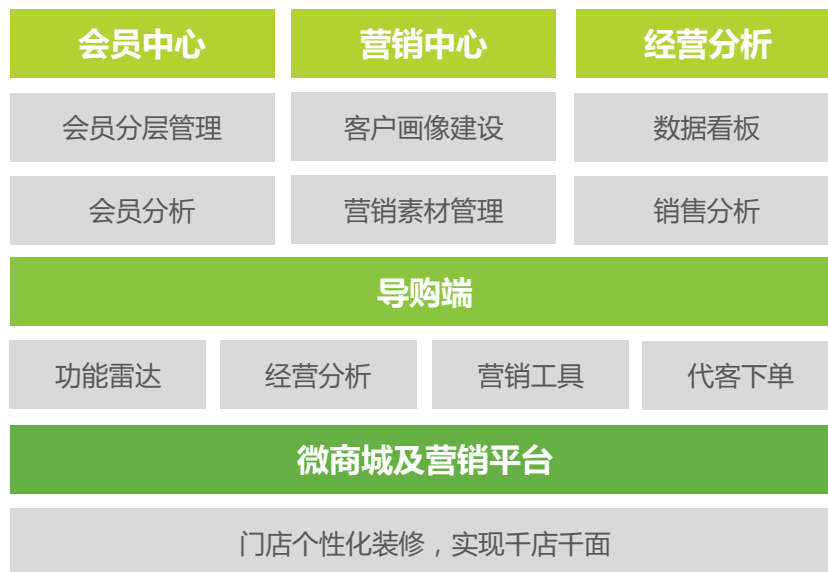 会员中心
营销中心
经营分析
会员分层管理
客户画像建设
数据看板
会员分析
营销素材管理
销售分析
导购端
功能雷达
经营分析
营销工具
代客下单
微商城及营销平台
门店个性化装修，实现千店千面